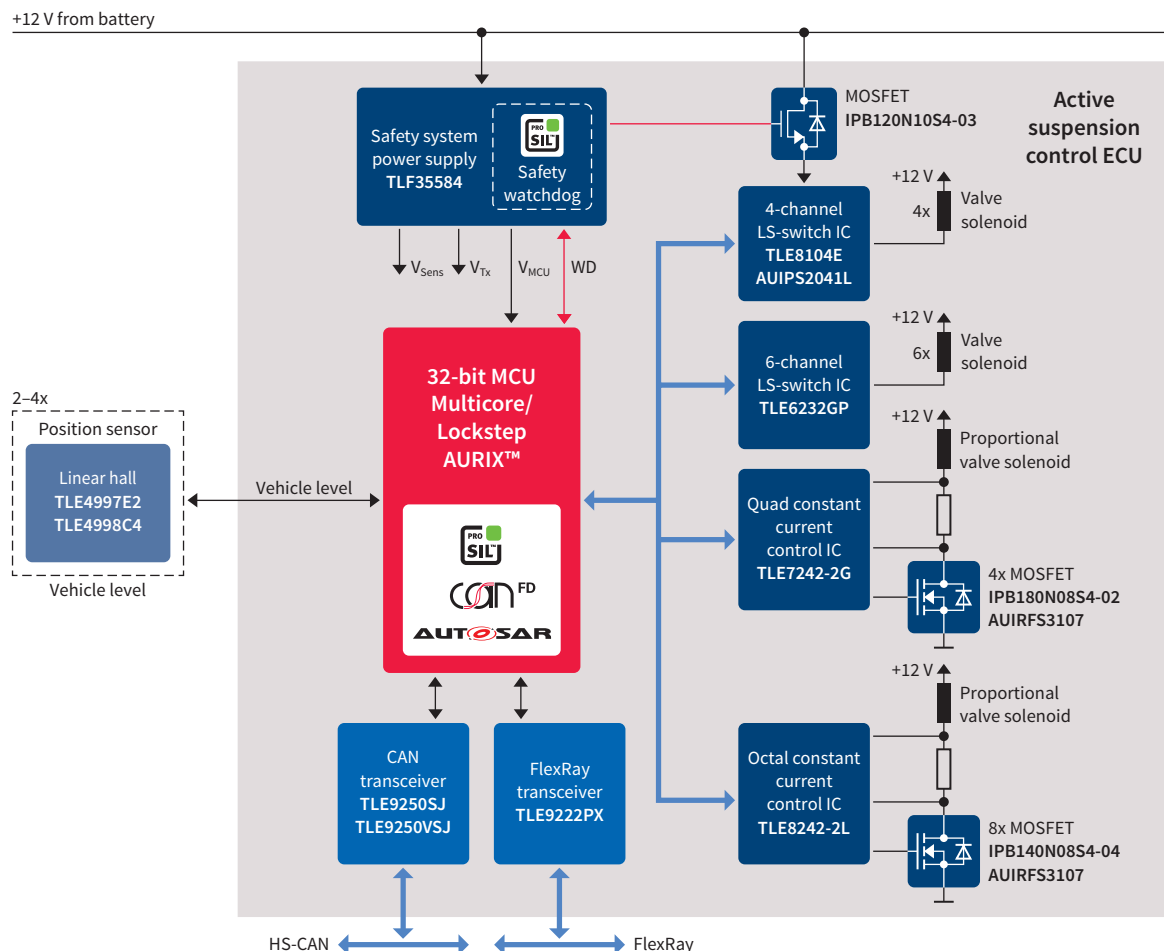 +12 V from battery
Active
suspension
control ECU
Safety system
power supply
TLF35584
PRO
SIL™
Safety
watchdog
MOSFET
IPB120N10S4-03
VSens
VTx
VMCU
WD
4-channel
LS-switch IC
TLE8104E
AUIPS2041L
+12 V
4x
Valve
solenoid
6-channel
LS-switch IC
TLE6232GP
+12 V
6x
Valve
solenoid
32-bit MCU
Multicore/
Lockstep
AURIX™
PRO
SIL™
CAN FD
AUTOSAR
2–4x
Position sensor
Linear hall
TLE4997E2
TLE4998C4
Vehicle level
Vehicle level
Quad constant
current
control IC
TLE7242-2G
+12 V
Proportional
valve solenoid
4x MOSFET
IPB180N08S4-02
AUIRFS3107
Octal constant
current
control IC
TLE8242-2L
+12 V
Proportional
valve solenoid
8x MOSFET
IPB140N08S4-04
AUIRFS3107
CAN
transceiver
TLE9250SJ
TLE9250VSJ
FlexRay
transceiver
TLE9222PX
HS-CAN
FlexRay